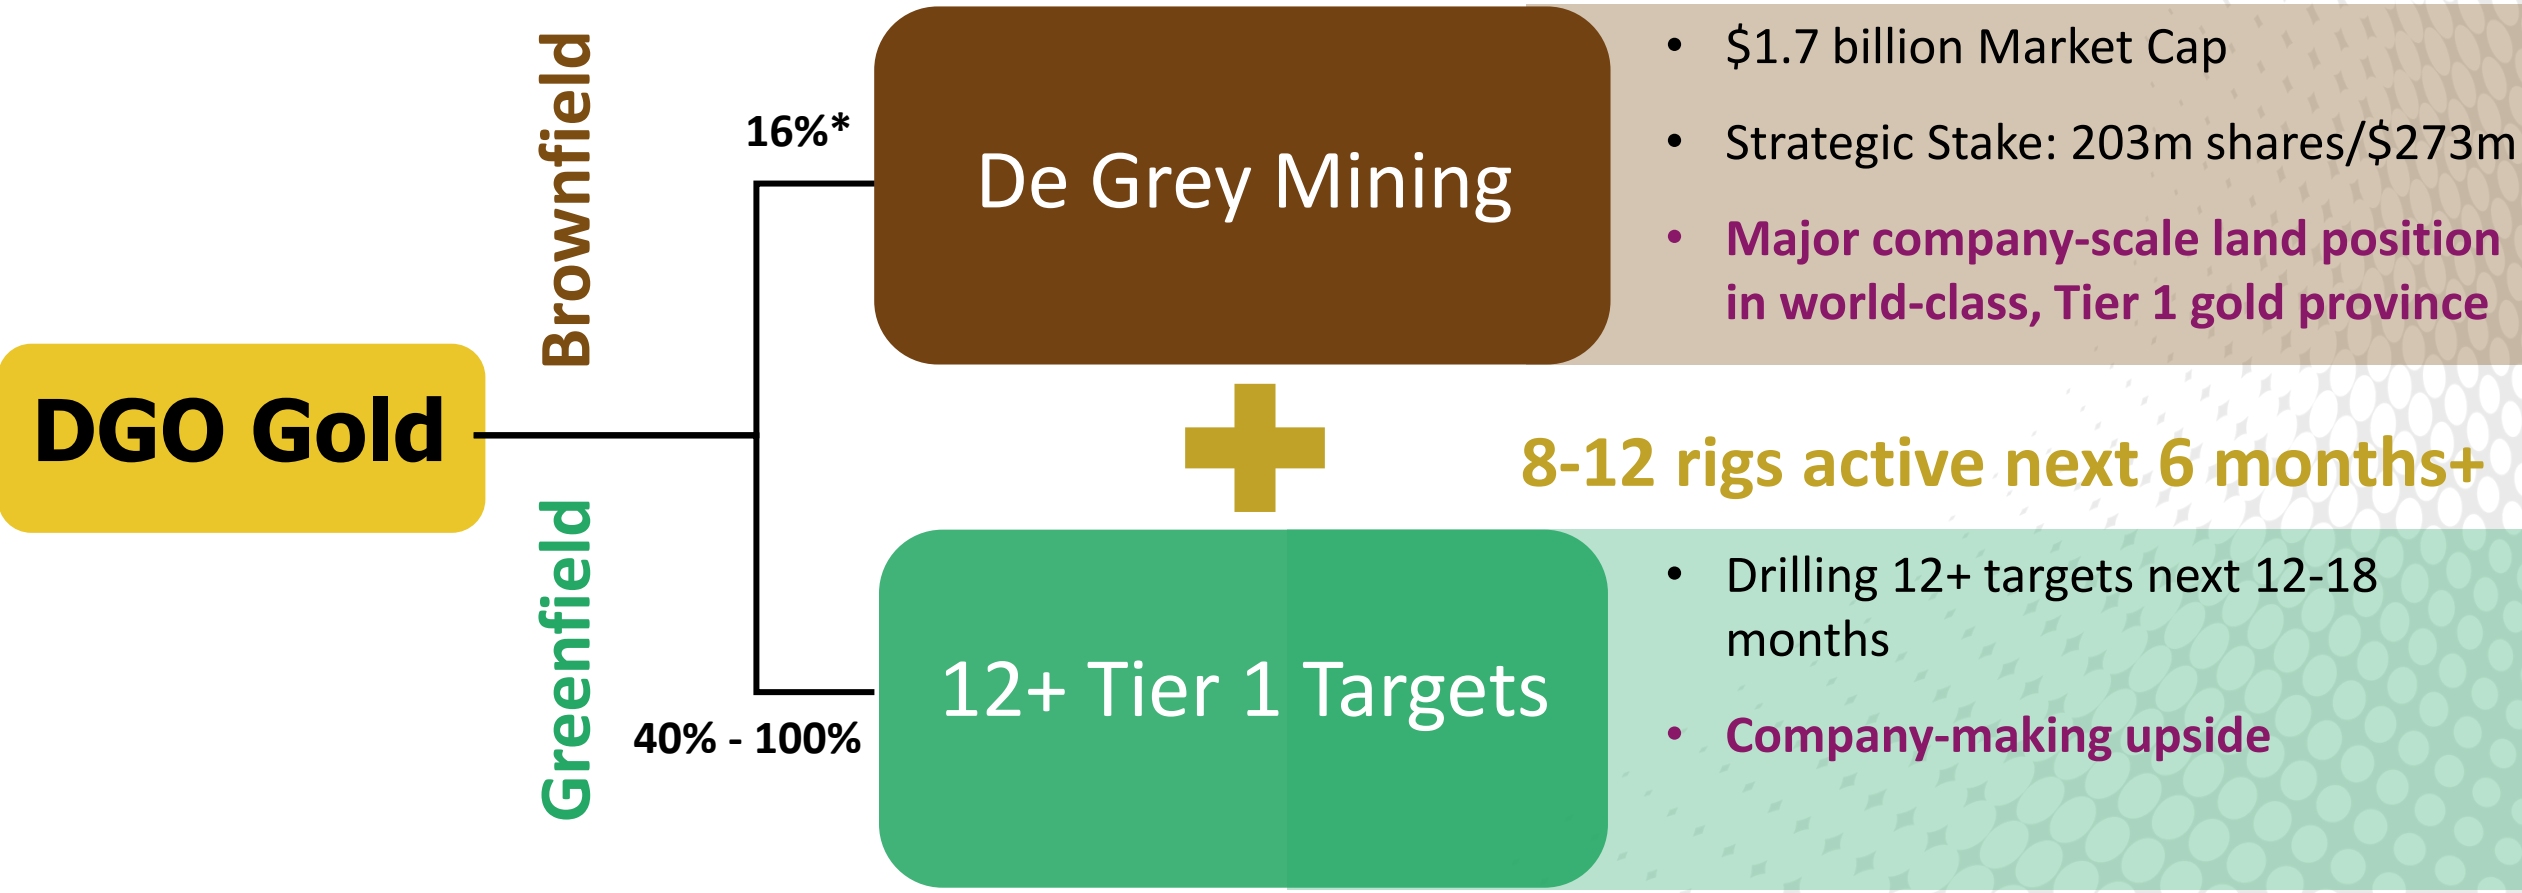 DGO Gold
Brownfield
Greenfield
16%*
40% - 100%
De Grey Mining
• $1.7 billion Market Cap
• Strategic Stake: 203m shares/$273m
• Major company-scale land position
in world-class, Tier 1 gold province
8-12 rigs active next 6 months+
12+ Tier 1 Targets
• Drilling 12+ targets next 12-18
months
• Company-making upside